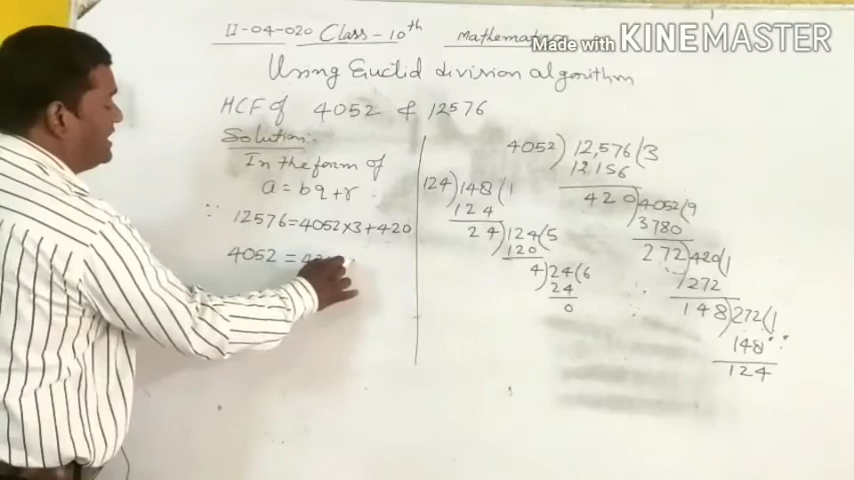 11-04-020 Class-10th Mathematics
Made with KINEMASTER
Using Euclid division algorithm
HCF of 4052 & 12576
Solution:-
In the form of
a = bq + r
∵ 12576 = 4052 × 3 + 420
4052 =
4052) 12,576 (3
12 156
420) 4052 (9
3780
272) 420 (1
272
148) 272 (1
148
124
124) 148 (1
124
24) 124 (5
120
4) 24 (6
24
0